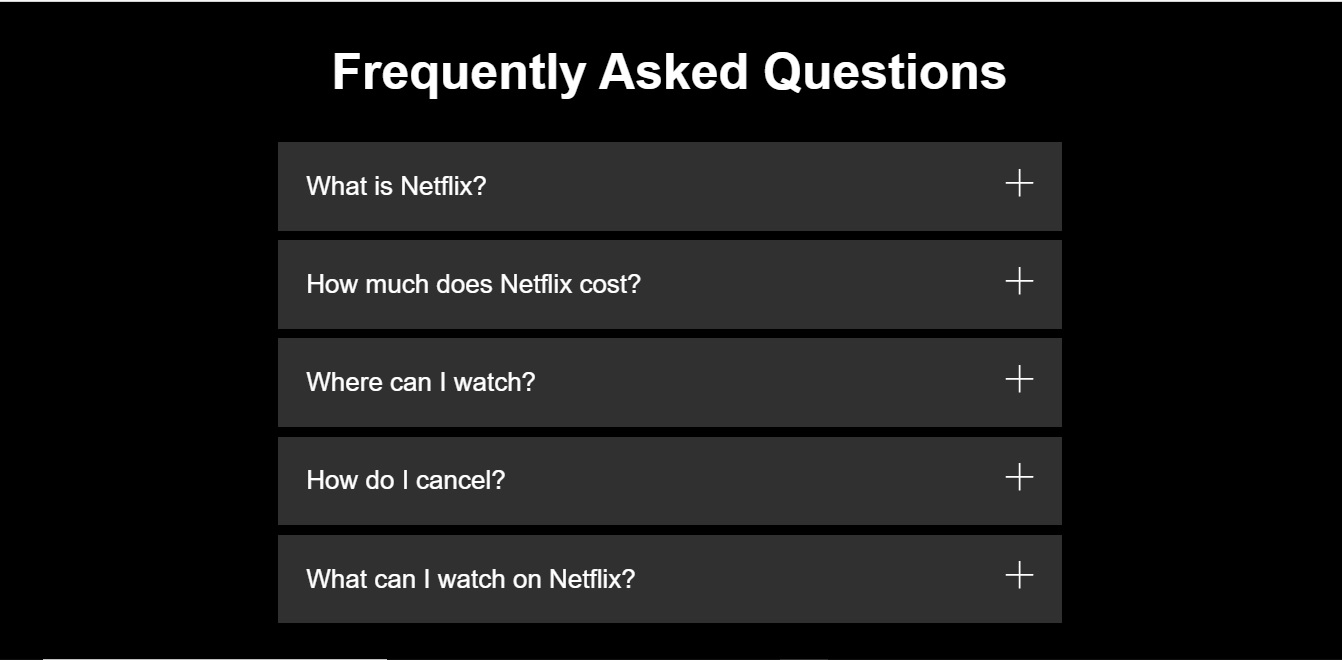 Frequently Asked Questions
What is Netflix?
How much does Netflix cost?
Where can I watch?
How do I cancel?
What can I watch on Netflix?